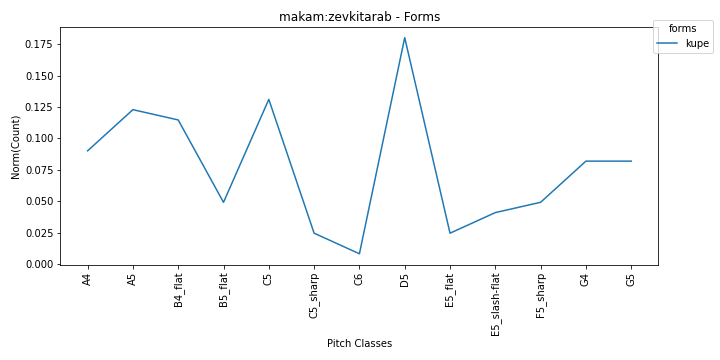 makam:zevkitarab - Forms
forms
kupe
Norm(Count)
0.175
0.150
0.125
0.100
0.075
0.050
0.025
0.000
A4
A5
B4_flat
B5_flat
C5
C5_sharp
C6
D5
E5_flat
E5_slash-flat
F5_sharp
G4
G5
Pitch Classes